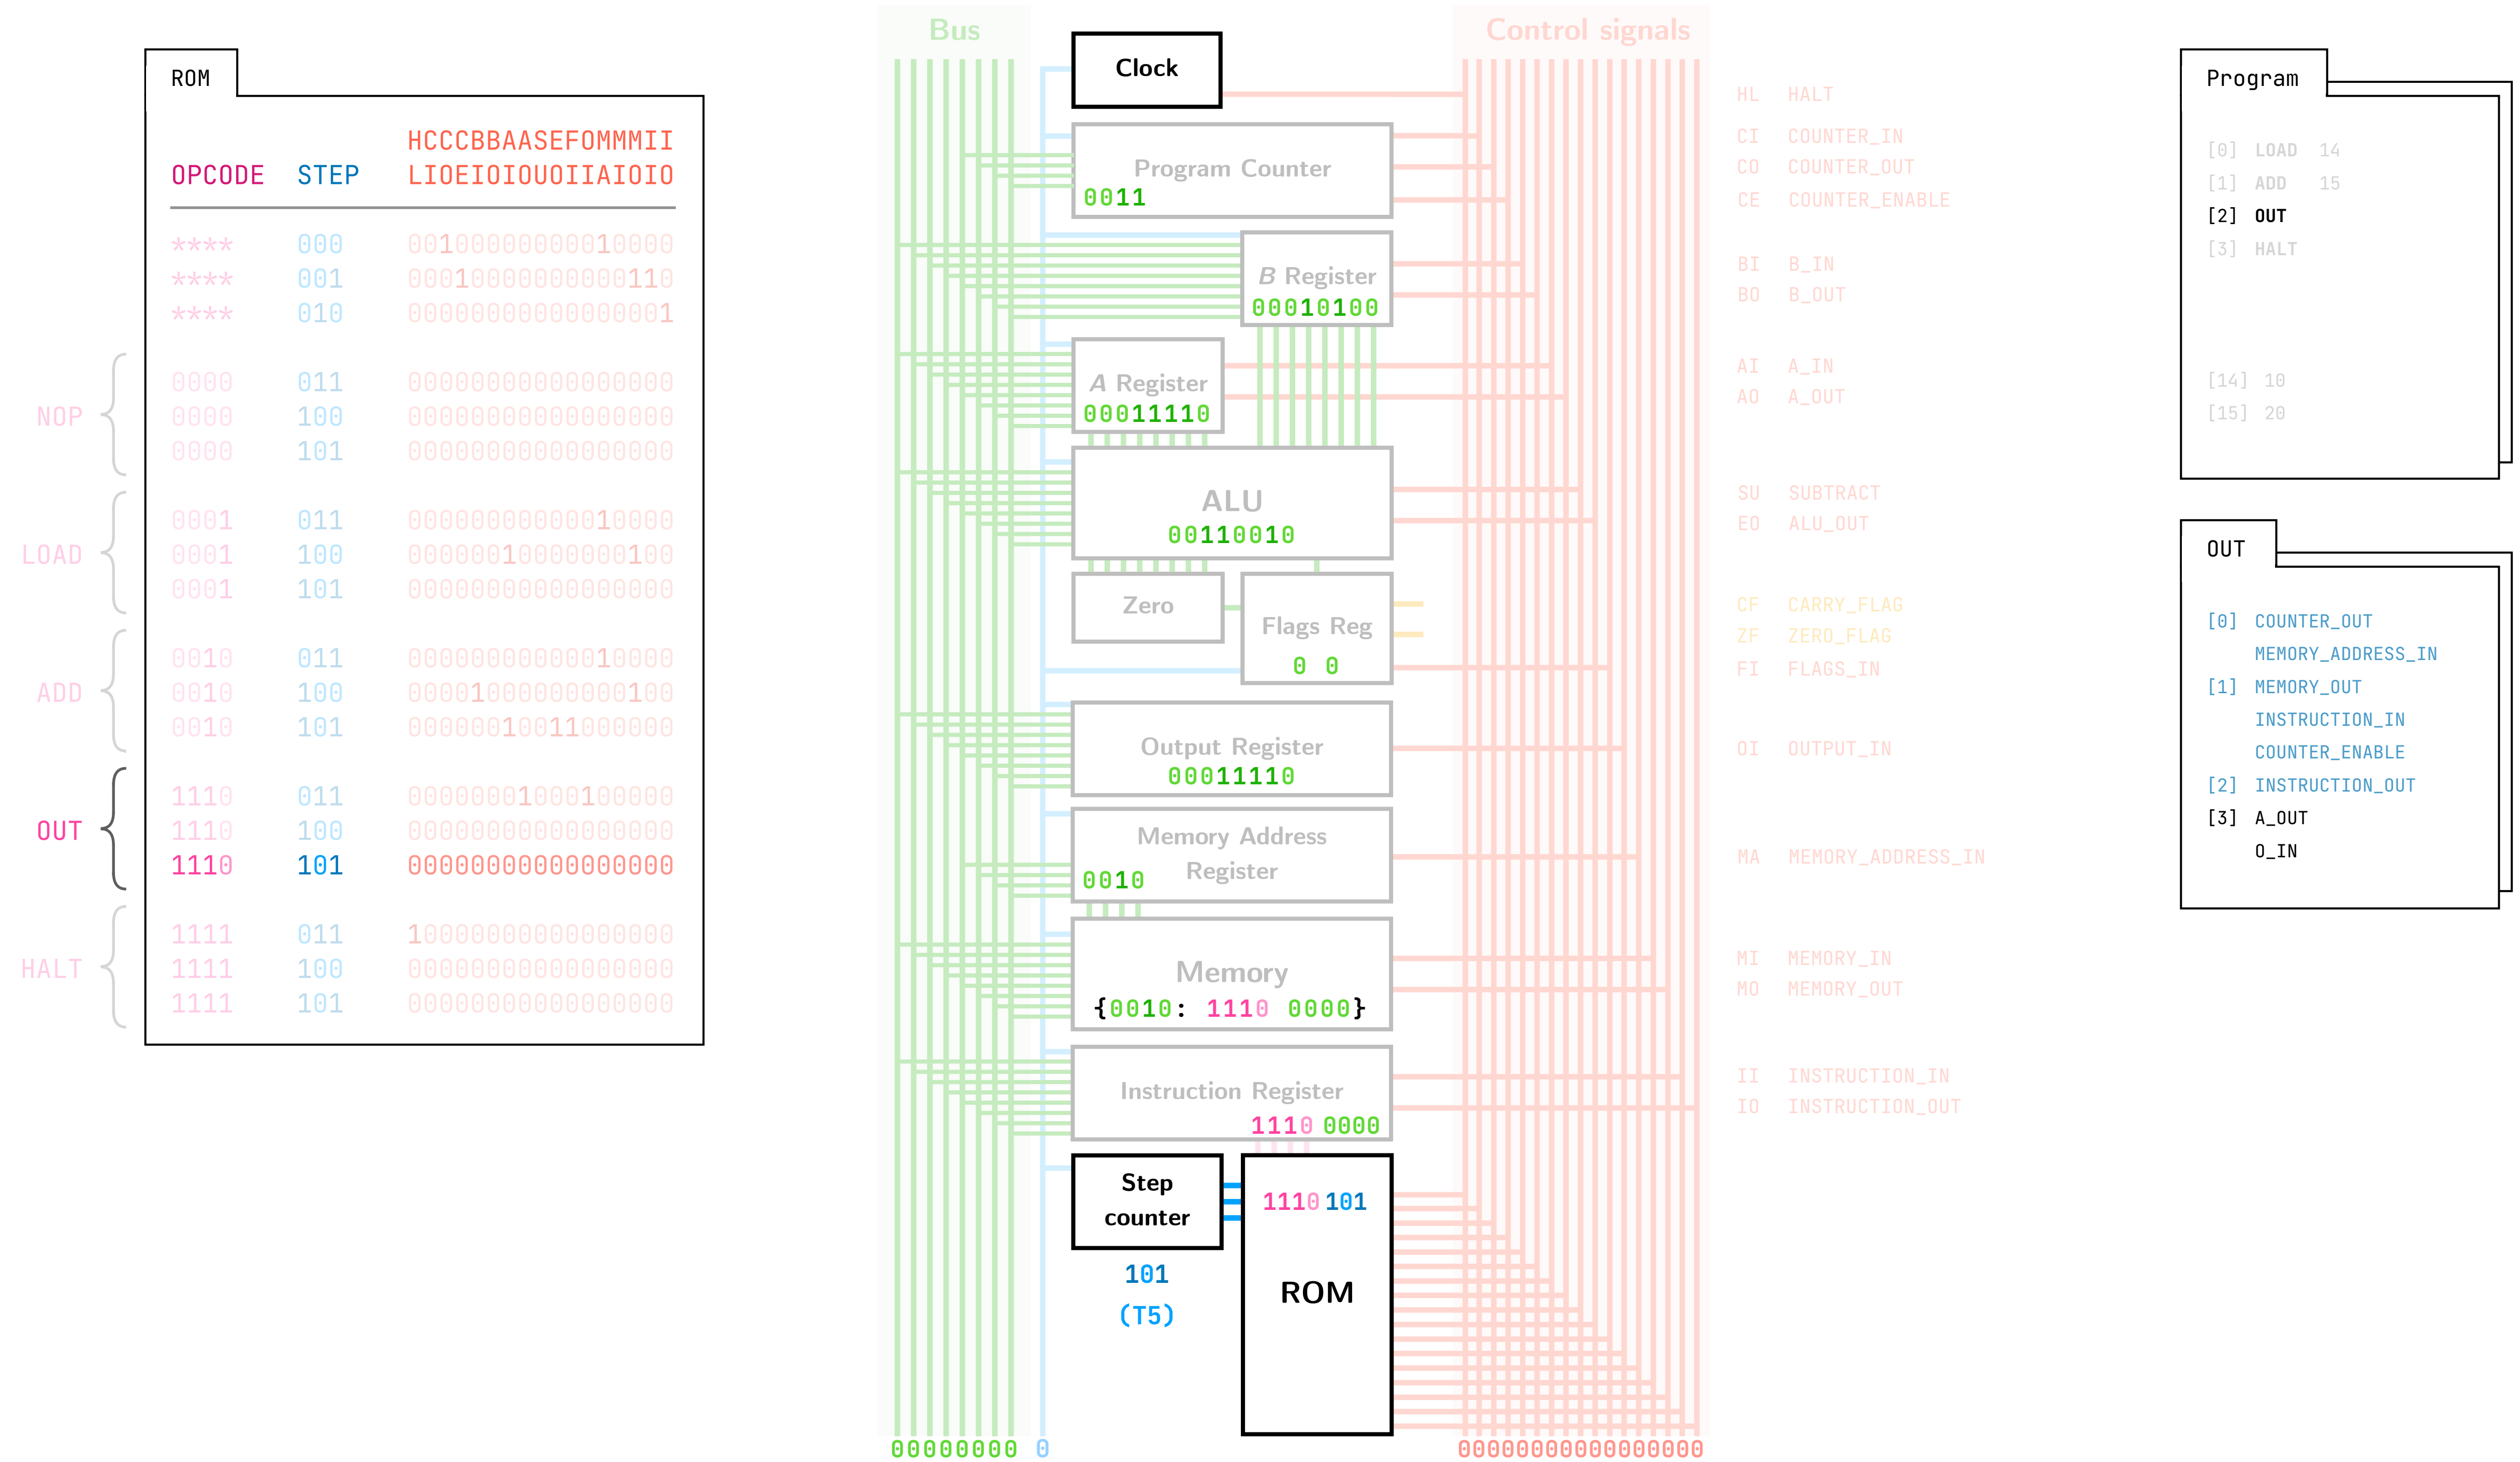 ROM
HCCCBBAASEFOMMMII
OPCODE STEP LIOEIOIOUOIIAIOIO
**** 000 00100000000010000
**** 001 00010000000000110
**** 010 00000000000000001
NOP
0000 011 00000000000000000
0000 100 00000000000000000
0000 101 00000000000000000
LOAD
0001 011 00000000000010000
0001 100 00000010000000100
0001 101 00000000000000000
ADD
0010 011 00000000000010000
0010 100 00001000000000100
0010 101 00000010011000000
OUT
1110 011 00000001000100000
1110 100 00000000000000000
1110 101 00000000000000000
HALT
1111 011 10000000000000000
1111 100 00000000000000000
1111 101 00000000000000000
Bus
Control signals
Clock
Program Counter
0011
B Register
00010100
A Register
00011110
ALU
00110010
Zero
Flags Reg
0 0
Output Register
00011110
Memory Address
Register
0010
Memory
{0010: 1110 0000}
Instruction Register
1110 0000
Step
counter
101
(T5)
1110 101
ROM
00000000 0
00000000000000000
HL HALT
CI COUNTER_IN
CO COUNTER_OUT
CE COUNTER_ENABLE
BI B_IN
BO B_OUT
AI A_IN
AO A_OUT
SU SUBTRACT
EO ALU_OUT
CF CARRY_FLAG
ZF ZERO_FLAG
FI FLAGS_IN
OI OUTPUT_IN
MA MEMORY_ADDRESS_IN
MI MEMORY_IN
MO MEMORY_OUT
II INSTRUCTION_IN
IO INSTRUCTION_OUT
Program
[0] LOAD 14
[1] ADD 15
[2] OUT
[3] HALT
[14] 10
[15] 20
OUT
[0] COUNTER_OUT
MEMORY_ADDRESS_IN
[1] MEMORY_OUT
INSTRUCTION_IN
COUNTER_ENABLE
[2] INSTRUCTION_OUT
[3] A_OUT
O_IN